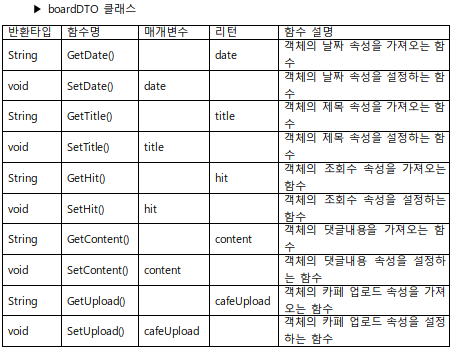 ▶ boardDTO 클래스
반환타입 함수명 매개변수 리턴 함수 설명
String GetDate() date 객체의 날짜 속성을 가져오는 함
수
void SetDate() date 객체의 날짜 속성을 설정하는 함
수
String GetTitle() title 객체의 제목 속성을 가져오는 함
수
void SetTitle() title 객체의 제목 속성을 설정하는 함
수
String GetHit() hit 객체의 조회수 속성을 가져오는
함수
void SetHit() hit 객체의 조회수 속성을 설정하는
함수
String GetContent() content 객체의 댓글내용을 가져오는 함
수
void SetContent() content 객체의 댓글내용 속성을 설정하
는 함수
String GetUpload() cafeUpload 객체의 카페 업로드 속성을 가져
오는 함수
void SetUpload() cafeUpload 객체의 카페 업로드 속성을 설정
하는 함수